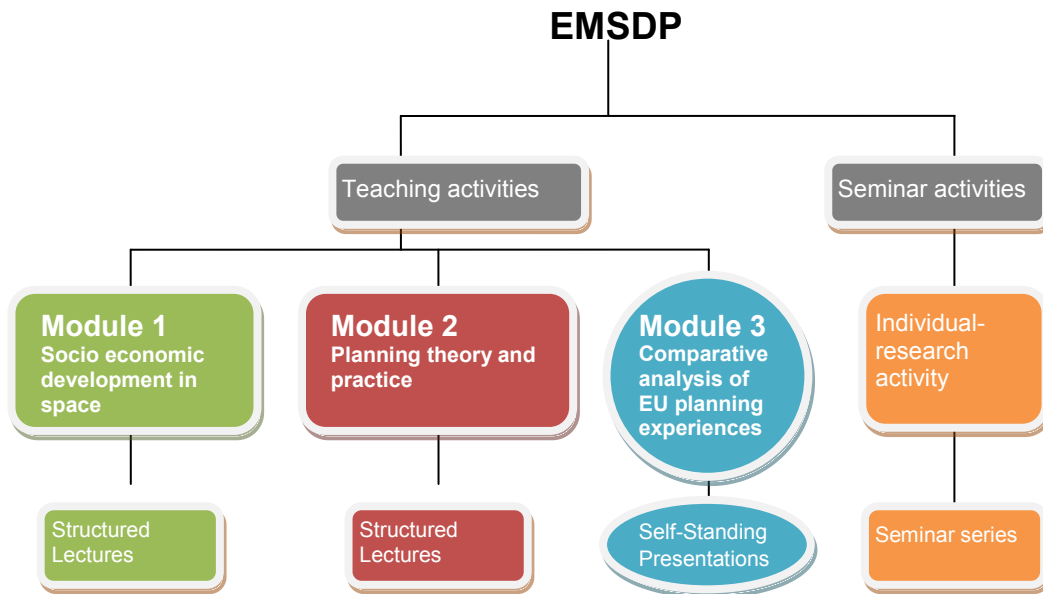 EMSDP
Teaching activities
Seminar activities
Module 1
Socio economic
development in
space
Module 2
Planning theory and
practice
Module 3
Comparative
analysis of
EU planning
experiences
Individual-
research
activity
Structured
Lectures
Structured
Lectures
Self-Standing
Presentations
Seminar series